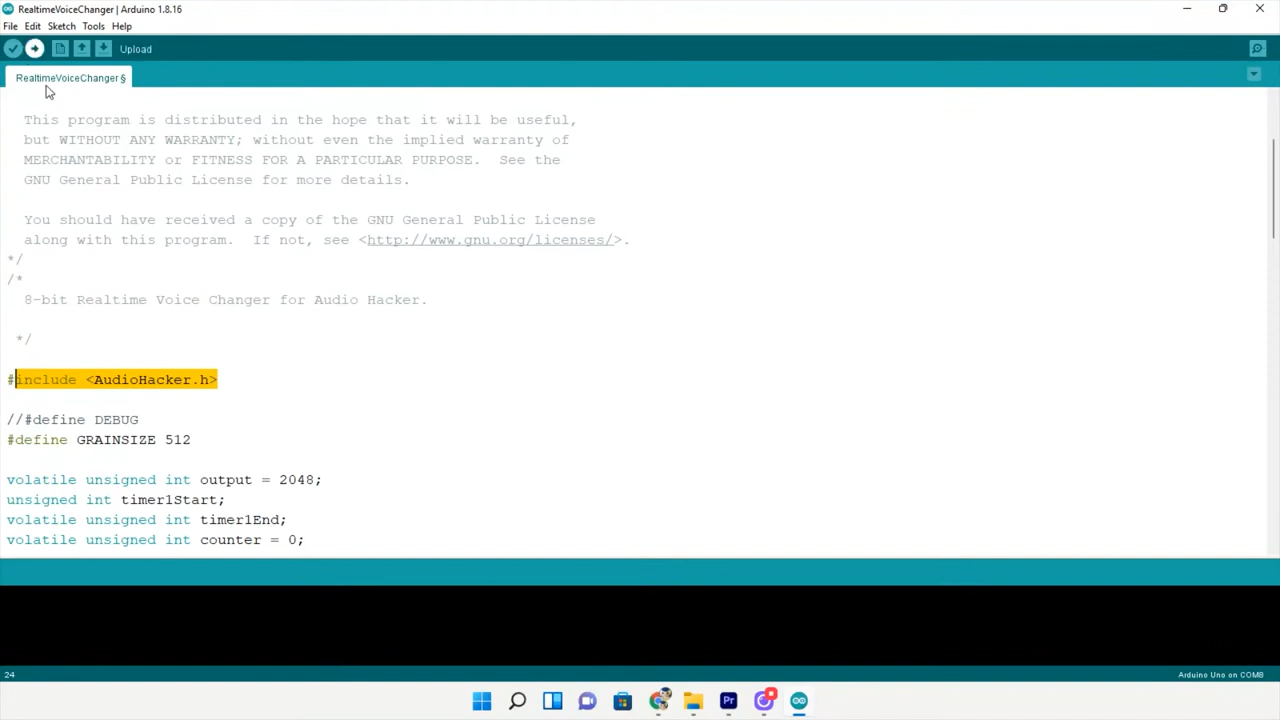 RealtimeVoiceChanger | Arduino 1.8.16
File Edit Sketch Tools Help
Upload
RealtimeVoiceChanger §
This program is distributed in the hope that it will be useful,
but WITHOUT ANY WARRANTY; without even the implied warranty of
MERCHANTABILITY or FITNESS FOR A PARTICULAR PURPOSE.  See the
GNU General Public License for more details.
You should have received a copy of the GNU General Public License
along with this program.  If not, see <http://www.gnu.org/licenses/>.
*/
/*
8-bit Realtime Voice Changer for Audio Hacker.
*/
#include <AudioHacker.h>
//#define DEBUG
#define GRAINSIZE 512
volatile unsigned int output = 2048;
unsigned int timer1Start;
volatile unsigned int timer1End;
volatile unsigned int counter = 0;
24
Arduino Uno on COM8
Pr